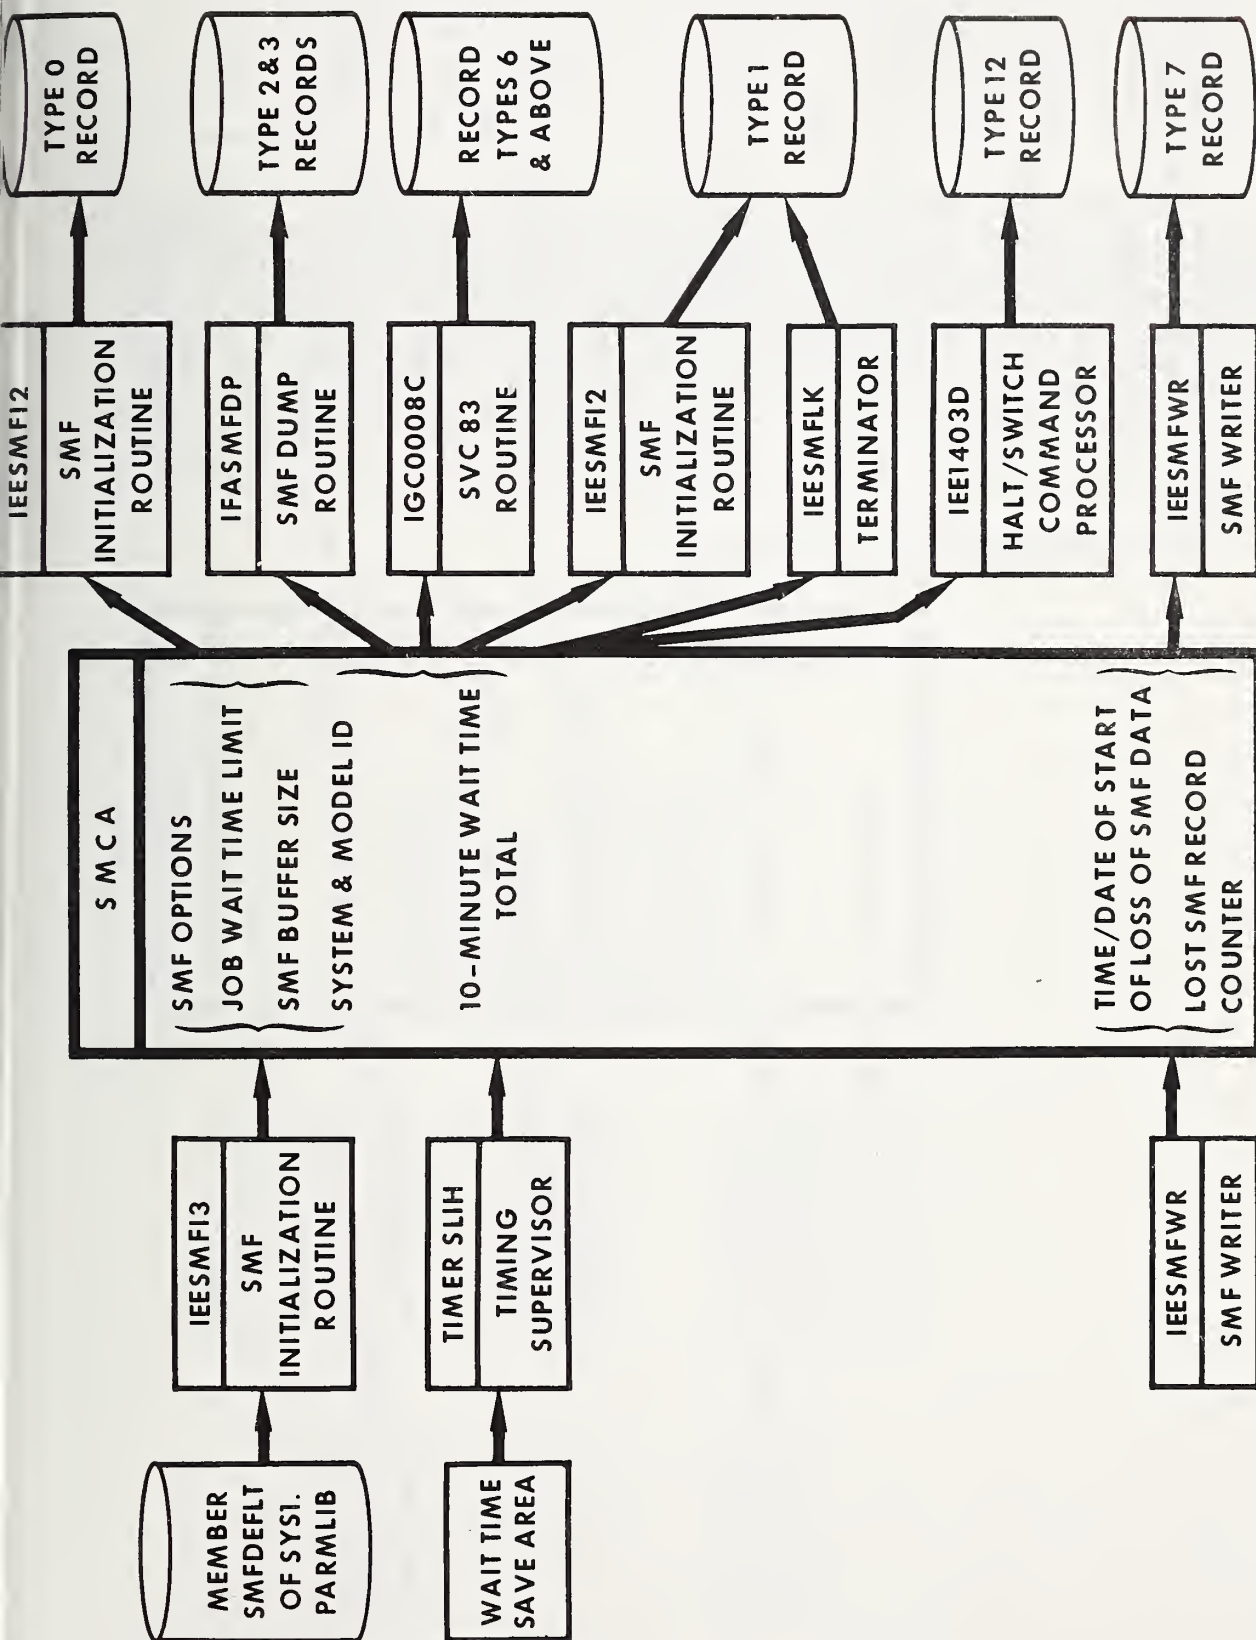 MEMBER
SMFDEFLT
OF SYS1.
PARMLIB
IEESMFI3
SMF
INITIALIZATION
ROUTINE
WAIT TIME
SAVE AREA
TIMER SLIH
TIMING
SUPERVISOR
IEESMFWR
SMF WRITER
SMCA
SMF OPTIONS
JOB WAIT TIME LIMIT
SMF BUFFER SIZE
SYSTEM & MODEL ID
10-MINUTE WAIT TIME
TOTAL
TIME/DATE OF START
OF LOSS OF SMF DATA
LOST SMF RECORD
COUNTER
IEESMFI2
SMF
INITIALIZATION
ROUTINE
TYPE 0
RECORD
IFASMFDP
SMF DUMP
ROUTINE
TYPE 2&3
RECORDS
IGC0008C
SVC 83
ROUTINE
RECORD
TYPES 6
& ABOVE
IEESMFI2
SMF
INITIALIZATION
ROUTINE
IEESMFLK
TERMINATOR
TYPE 1
RECORD
IEE1403D
HALT/SWITCH
COMMAND
PROCESSOR
TYPE 12
RECORD
IEESMFWR
SMF WRITER
TYPE 7
RECORD